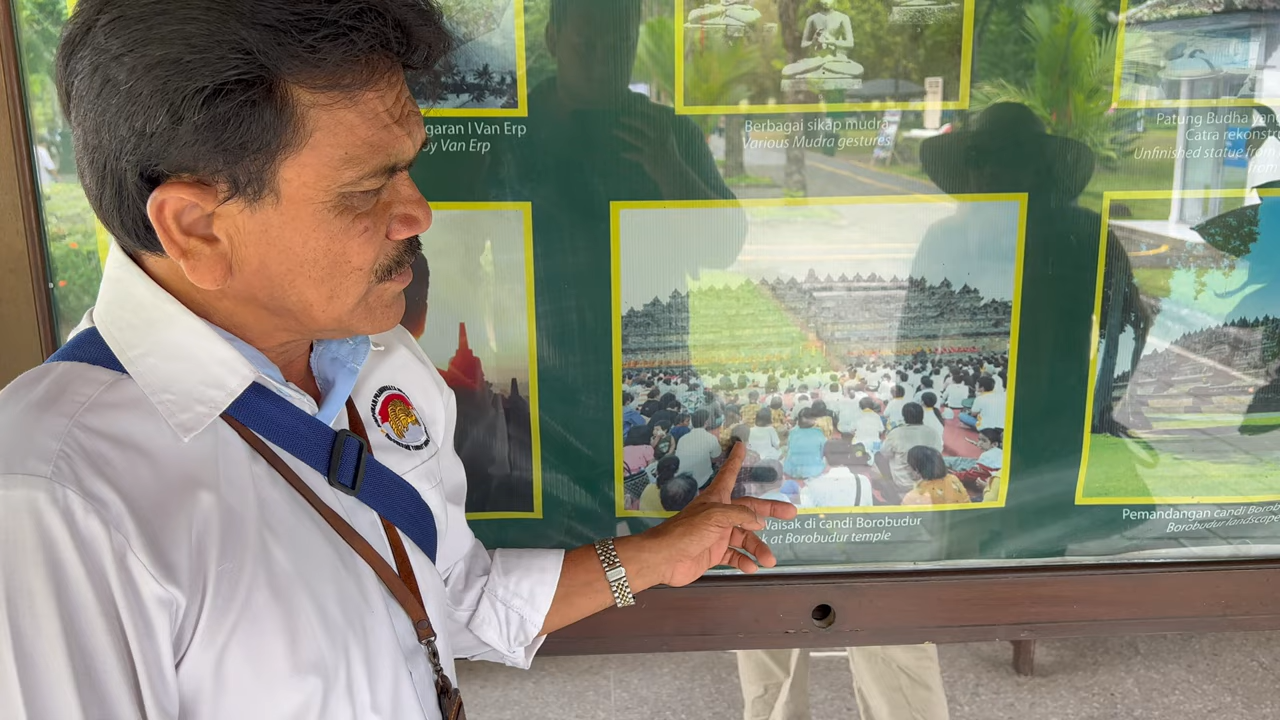 garan I Van Erp
by Van Erp
Berbagai sikap mudra
Various Mudra gestures
Patung Budha yang
Catra rekonstr
Unfinished statue from
Waisak di candi Borobudur
k at Borobudur temple
Pemandangan candi Borob
Borobudur landscape